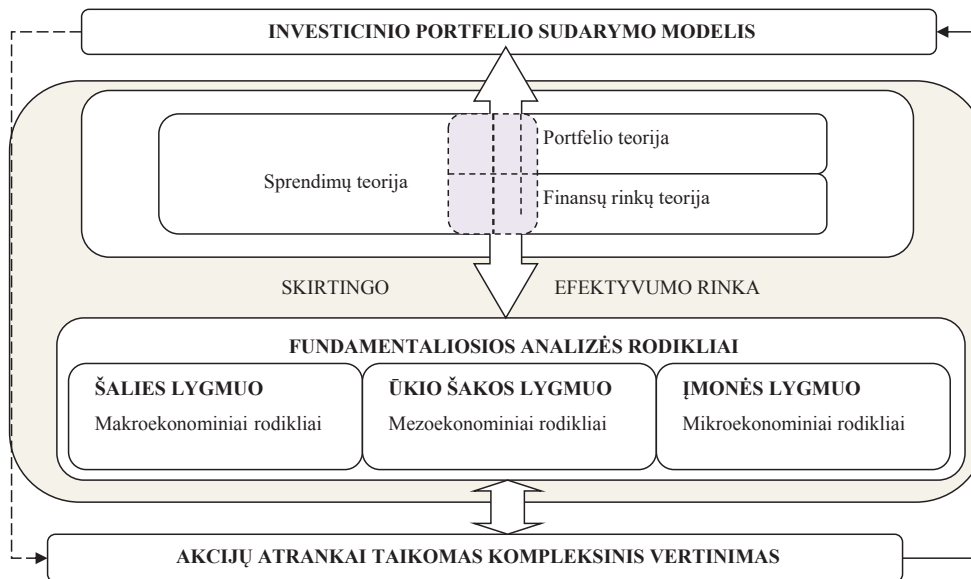 INVESTICINIO PORTFELIO SUDARYMO MODELIS
Portfelio teorija
Sprendimų teorija
Finansų rinkų teorija
SKIRTINGO EFEKTYVUMO RINKA
FUNDAMENTALIOSIOS ANALIZĖS RODIKLIAI
ŠALIES LYGMUO
Makroekonominiai rodikliai
ŪKIO ŠAKOS LYGMUO
Mezoekonominiai rodikliai
ĮMONĖS LYGMUO
Mikroekonominiai rodikliai
AKCIJŲ ATRANKAI TAIKOMAS KOMPLEKSINIS VERTINIMAS